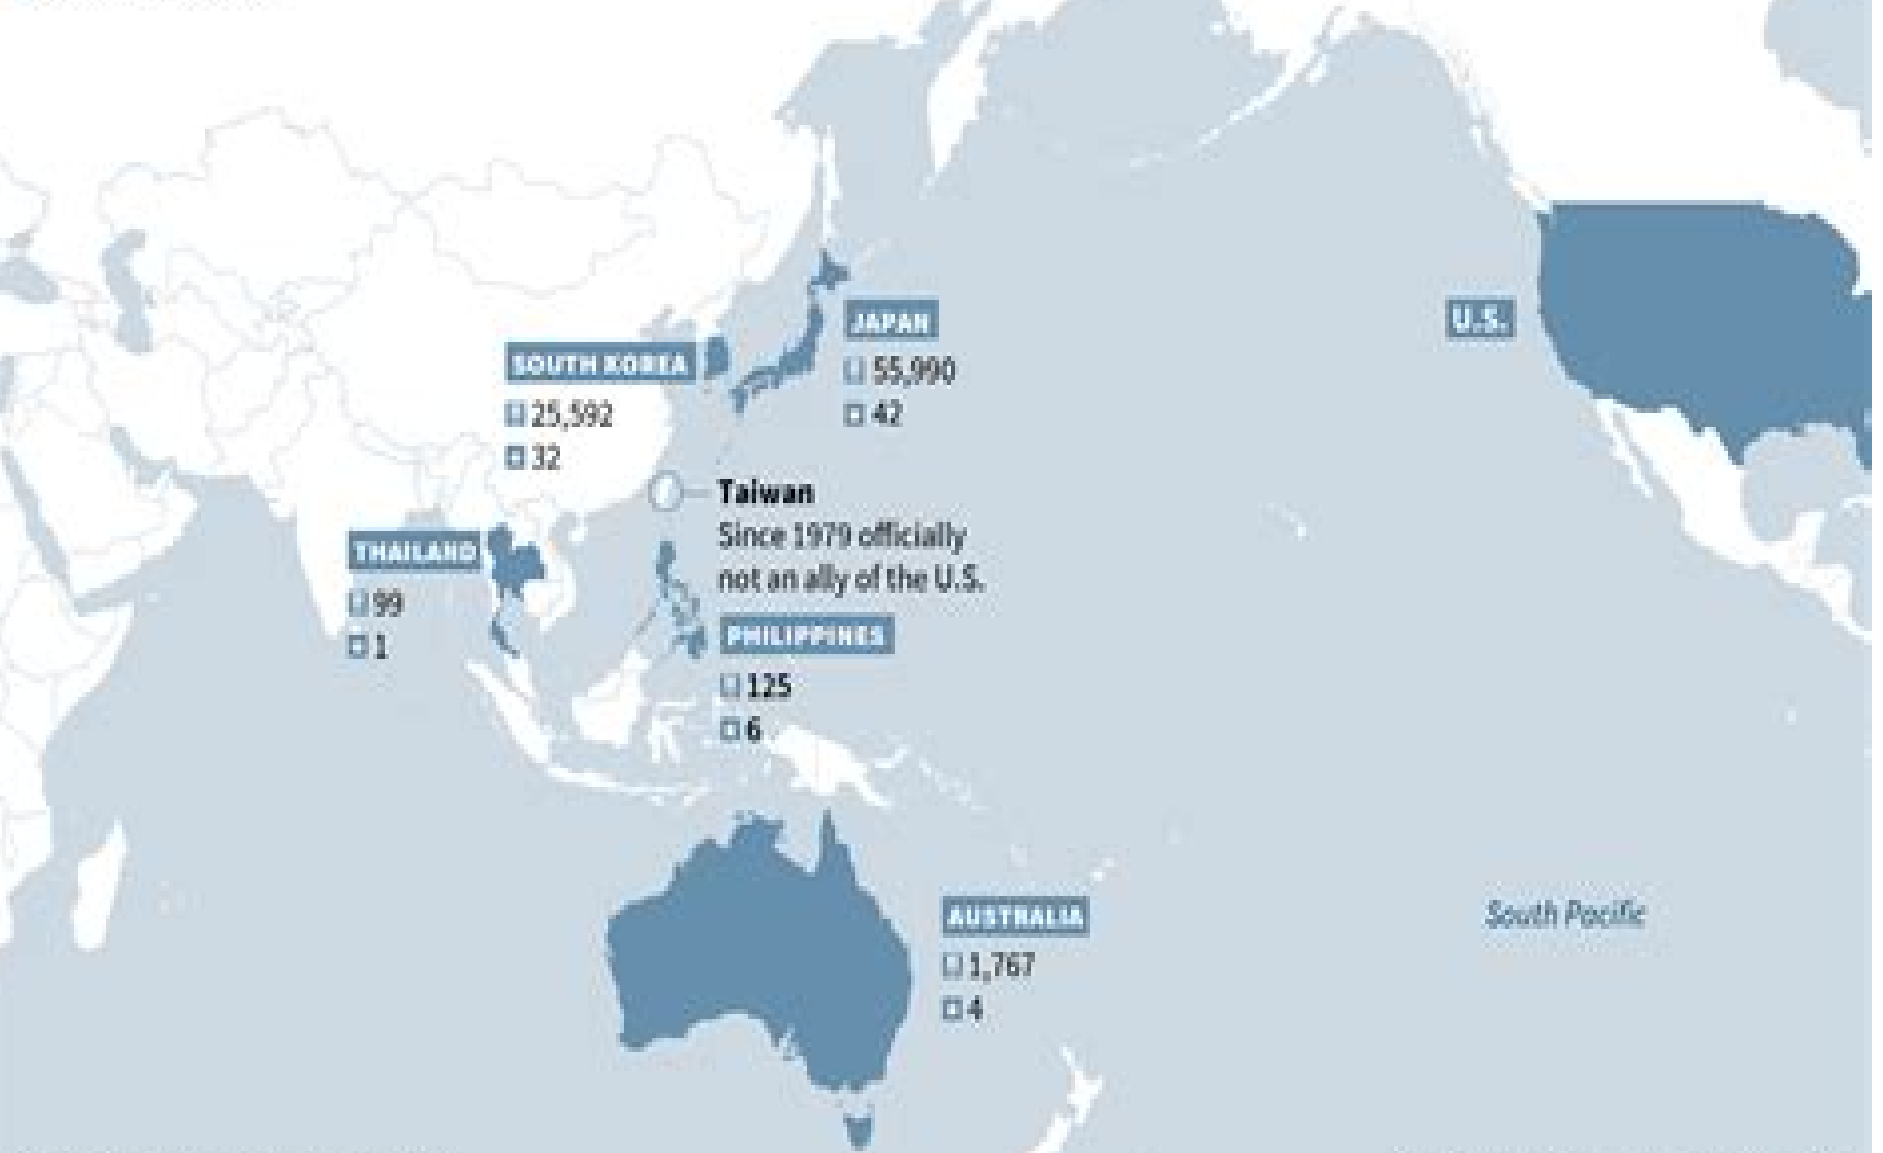 JAPAN
55,990
42
U.S.
SOUTH KOREA
25,592
32
Taiwan
Since 1979 officially
not an ally of the U.S.
THAILAND
99
1
PHILIPPINES
125
6
AUSTRALIA
1,767
4
South Pacific